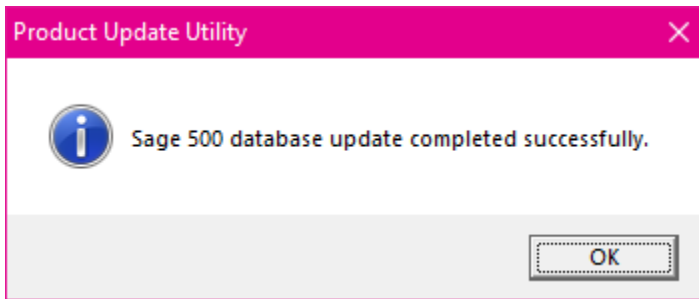 Product Update Utility
Sage 500 database update completed successfully.
OK